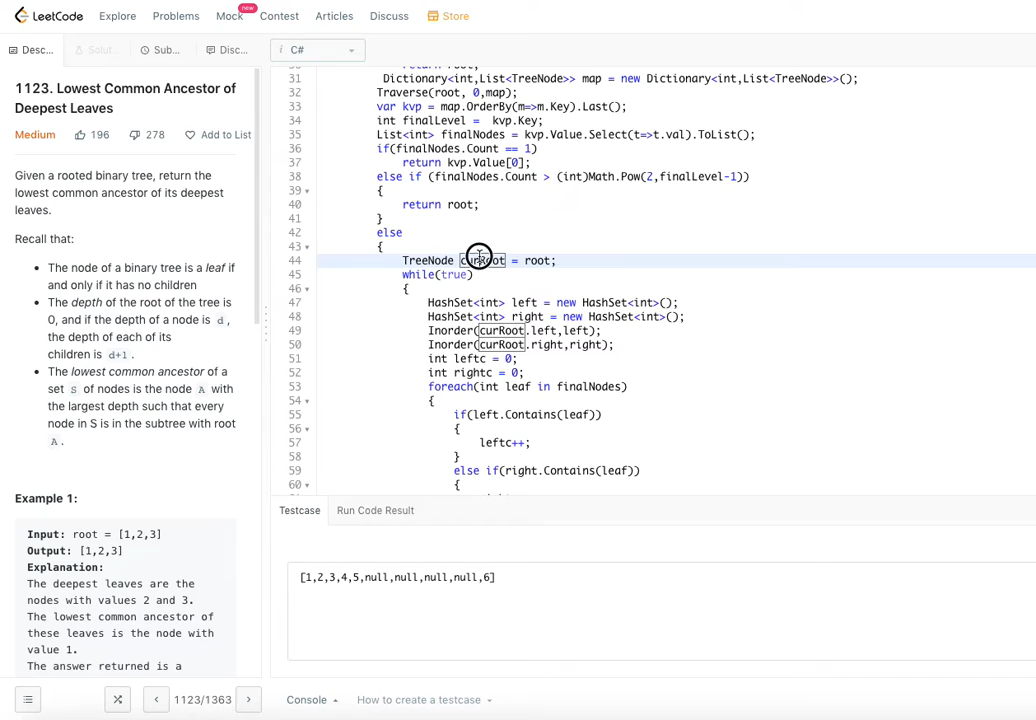 LeetCode
Explore
Problems
Mock
new
Contest
Articles
Discuss
Store
Desc...
Solut...
Sub...
Disc...
i C#
1123. Lowest Common Ancestor of
Deepest Leaves
Medium
196
278
Add to List
Given a rooted binary tree, return the
lowest common ancestor of its deepest
leaves.
Recall that:
• The node of a binary tree is a leaf if
and only if it has no children
• The depth of the root of the tree is
0, and if the depth of a node is d ,
the depth of each of its
children is d+1 .
• The lowest common ancestor of a
set S of nodes is the node A with
the largest depth such that every
node in S is in the subtree with root
A .
Example 1:
Input: root = [1,2,3]
Output: [1,2,3]
Explanation:
The deepest leaves are the
nodes with values 2 and 3.
The lowest common ancestor of
these leaves is the node with
value 1.
The answer returned is a
30 return root;
31 Dictionary<int,List<TreeNode>> map = new Dictionary<int,List<TreeNode>>();
32 Traverse(root, 0,map);
33 var kvp = map.OrderBy(m=>m.Key).Last();
34 int finalLevel = kvp.Key;
35 List<int> finalNodes = kvp.Value.Select(t=>t.val).ToList();
36 if(finalNodes.Count == 1)
37 return kvp.Value[0];
38 else if (finalNodes.Count > (int)Math.Pow(2,finalLevel-1))
39 {
40 return root;
41 }
42 else
43 {
44 TreeNode curRoot = root;
45 while(true)
46 {
47 HashSet<int> left = new HashSet<int>();
48 HashSet<int> right = new HashSet<int>();
49 Inorder(curRoot.left,left);
50 Inorder(curRoot.right,right);
51 int leftc = 0;
52 int rightc = 0;
53 foreach(int leaf in finalNodes)
54 {
55 if(left.Contains(leaf))
56 {
57 leftc++;
58 }
59 else if(right.Contains(leaf))
60 {
Testcase
Run Code Result
[1,2,3,4,5,null,null,null,null,6]
1123/1363
Console
How to create a testcase